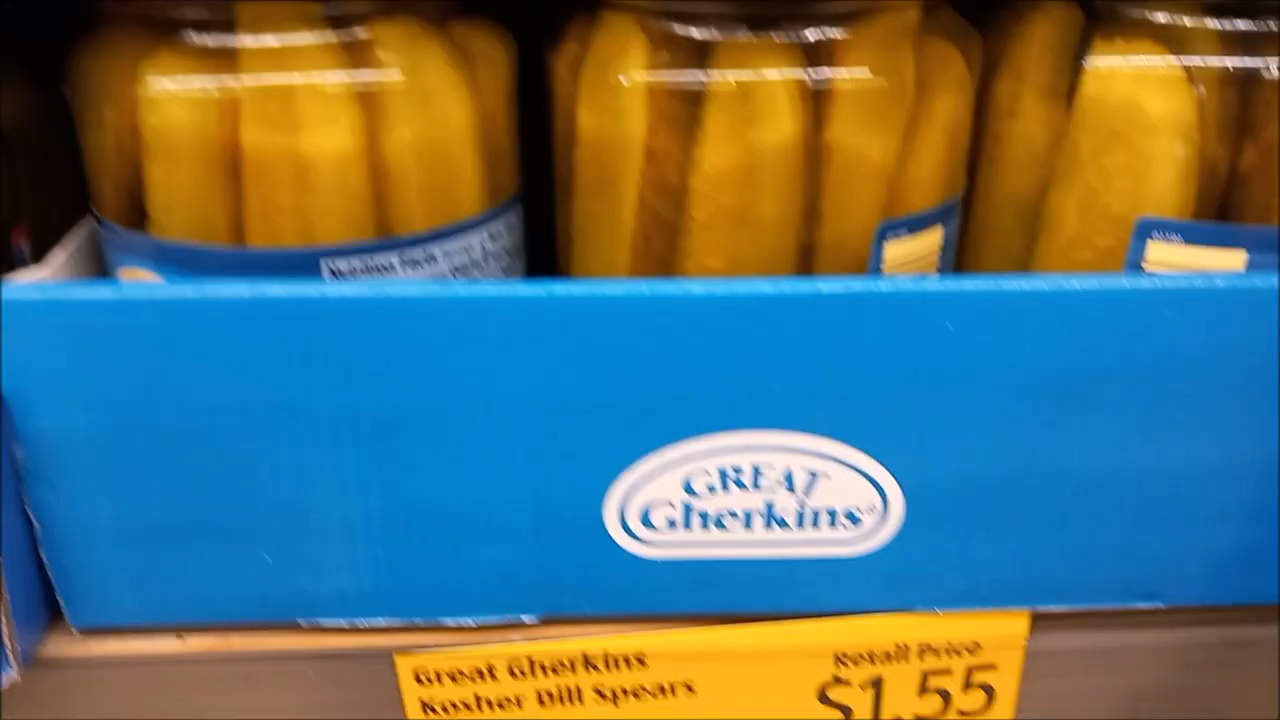 GREAT
Gherkins
Great Gherkins
Kosher Dill Spears
Retail Price
$1.55